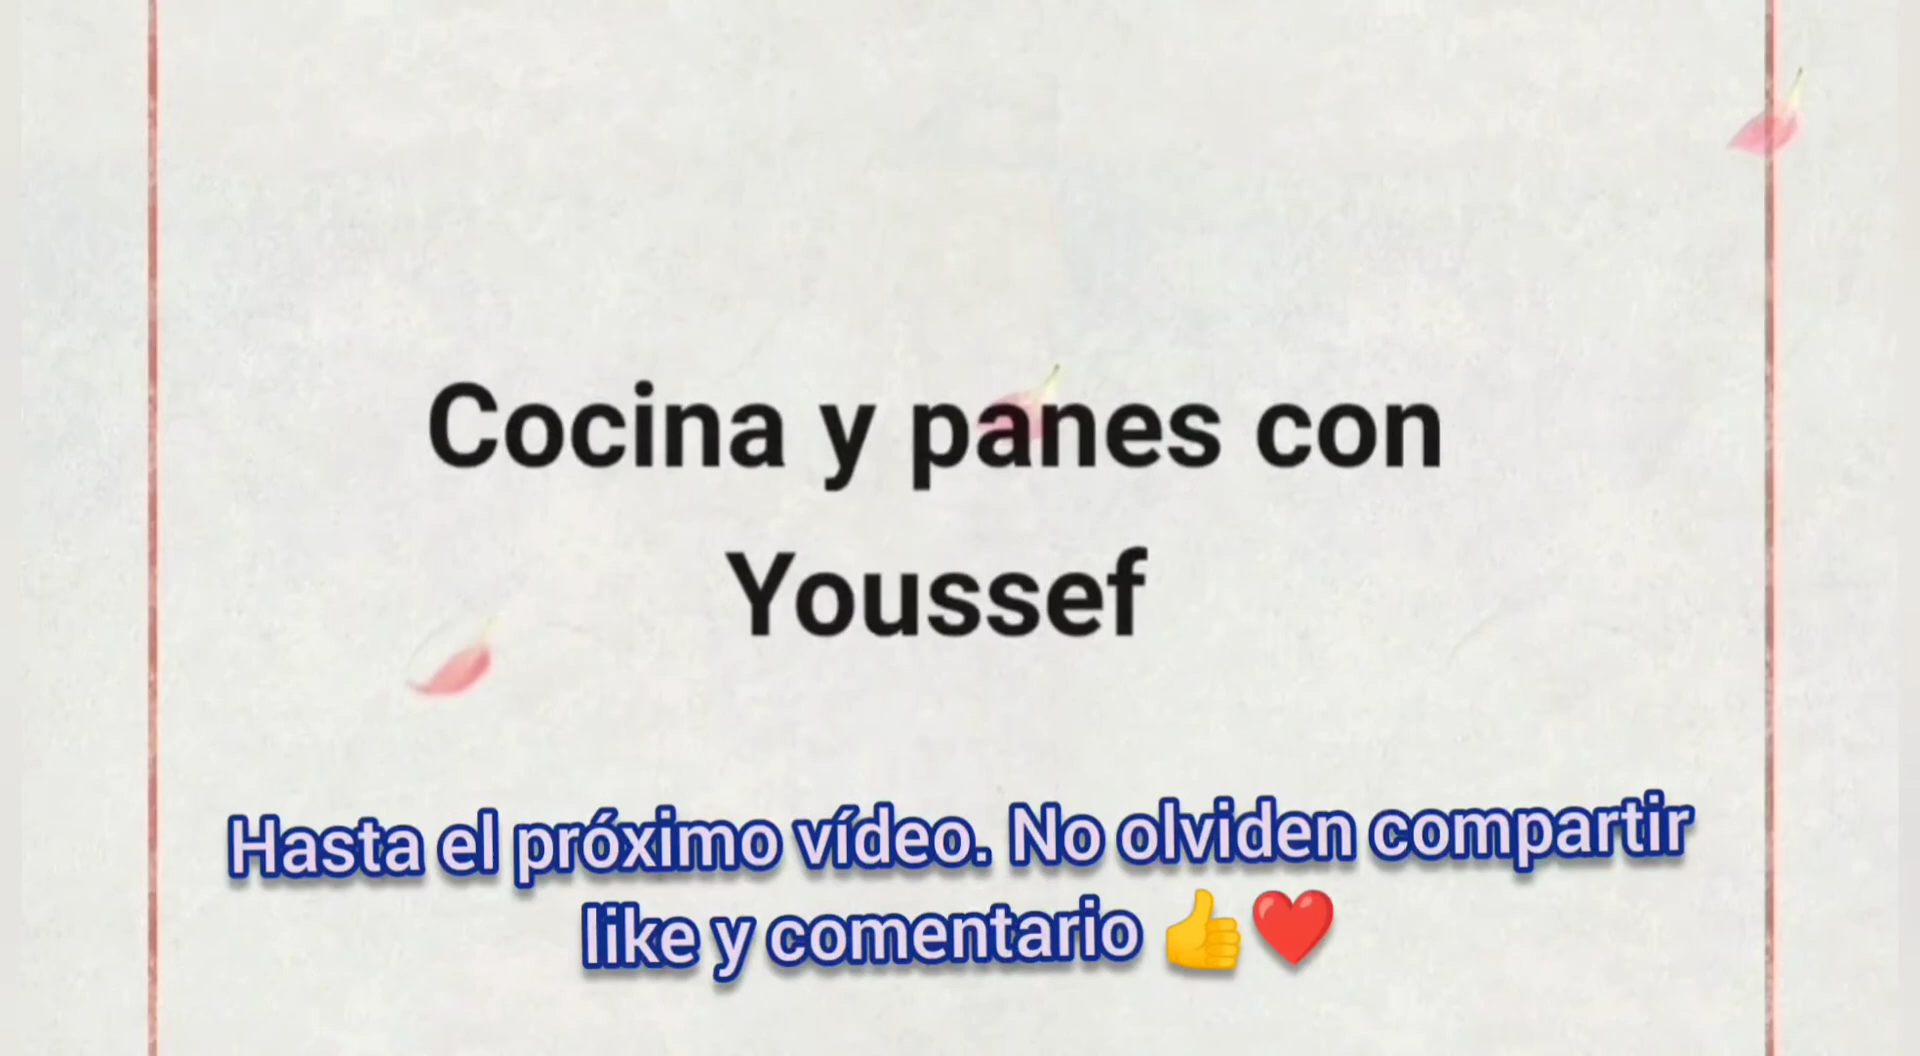 Cocina y panes con
Youssef
Hasta el próximo vídeo. No olviden compartir
like y comentario 👍❤️